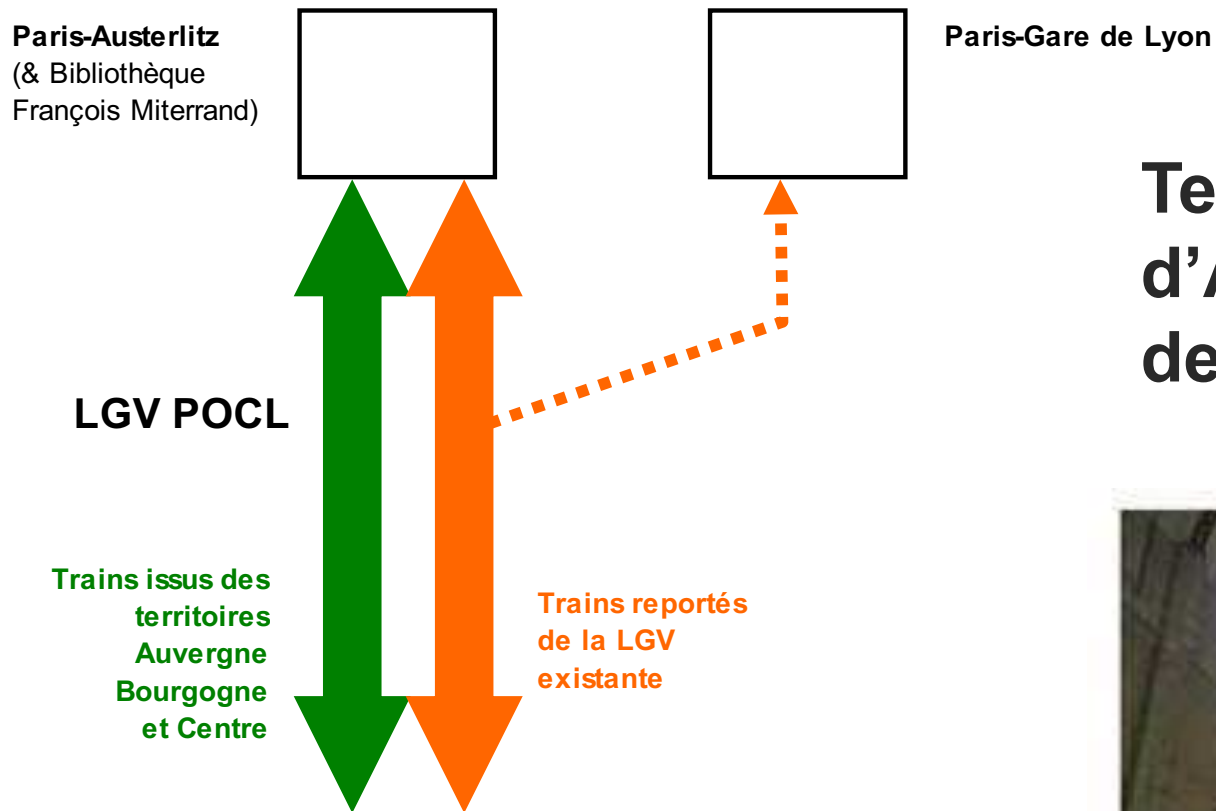 Paris-Austerlitz
(& Bibliothèque
François Miterrand)
Paris-Gare de Lyon
LGV POCL
Trains issus des
territoires
Auvergne
Bourgogne
et Centre
Trains reportés
de la LGV
existante